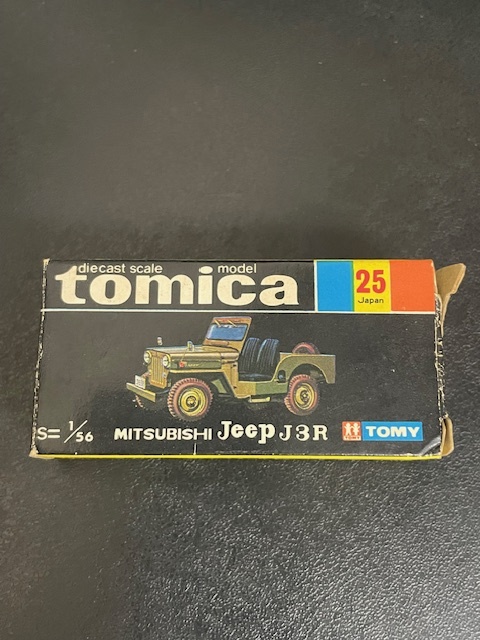 diecast scale model
tomica
25
Japan
S= 1/56
MITSUBISHI Jeep J3R
TOMY